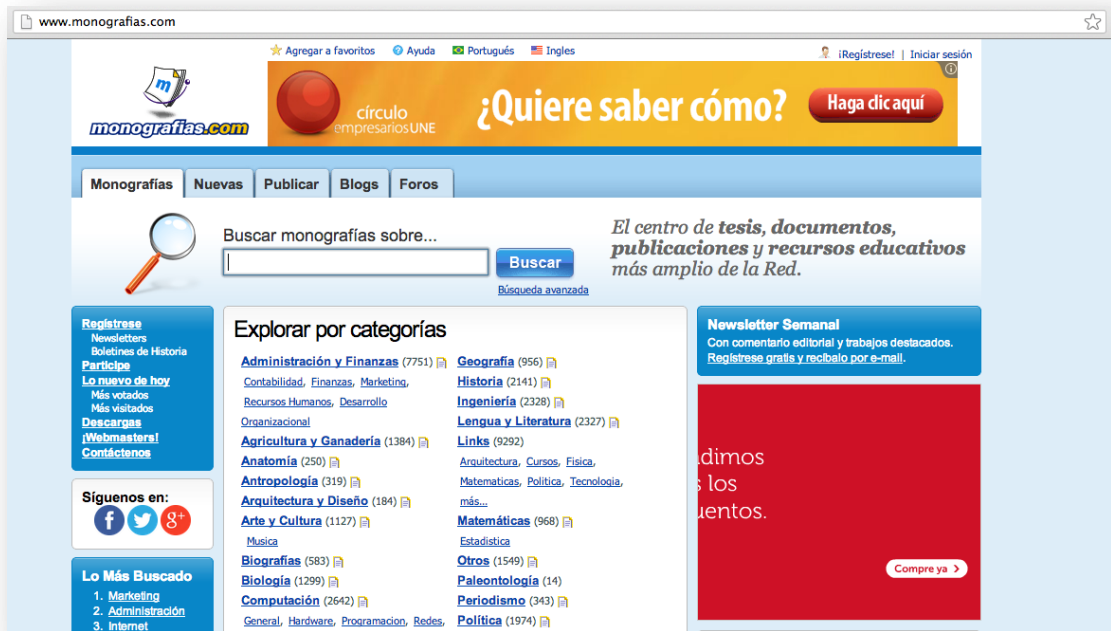 www.monografias.com
Agregar a favoritos Ayuda Português Ingles
¡Regístrese! | Iniciar sesión
m
monografias.com
círculo
empresariosUNE
¿Quiere saber cómo?
Haga clic aquí
Monografías Nuevas Publicar Blogs Foros
Buscar monografías sobre...
Buscar
Búsqueda avanzada
El centro de tesis, documentos,
publicaciones y recursos educativos
más amplio de la Red.
Regístrese
Newsletters
Boletines de Historia
Participe
Lo nuevo de hoy
Más votados
Más visitados
Descargas
¡Webmasters!
Contáctenos
Síguenos en:
f g+
Lo Más Buscado
1. Marketing
2. Administración
3. Internet
Explorar por categorías
Administración y Finanzas (7751)
Contabilidad, Finanzas, Marketing,
Recursos Humanos, Desarrollo
Organizacional
Agricultura y Ganadería (1384)
Anatomía (250)
Antropología (319)
Arquitectura y Diseño (184)
Arte y Cultura (1127)
Musica
Biografías (583)
Biología (1299)
Computación (2642)
General, Hardware, Programacion, Redes,
Geografía (956)
Historia (2141)
Ingeniería (2328)
Lengua y Literatura (2327)
Links (9292)
Arquitectura, Cursos, Fisica,
Matematicas, Politica, Tecnologia,
más...
Matemáticas (968)
Estadistica
Otros (1549)
Paleontología (14)
Periodismo (343)
Política (1974)
Newsletter Semanal
Con comentario editorial y trabajos destacados.
Regístrese gratis y recíbalo por e-mail.
dimos
s los
uentos.
Compre ya >